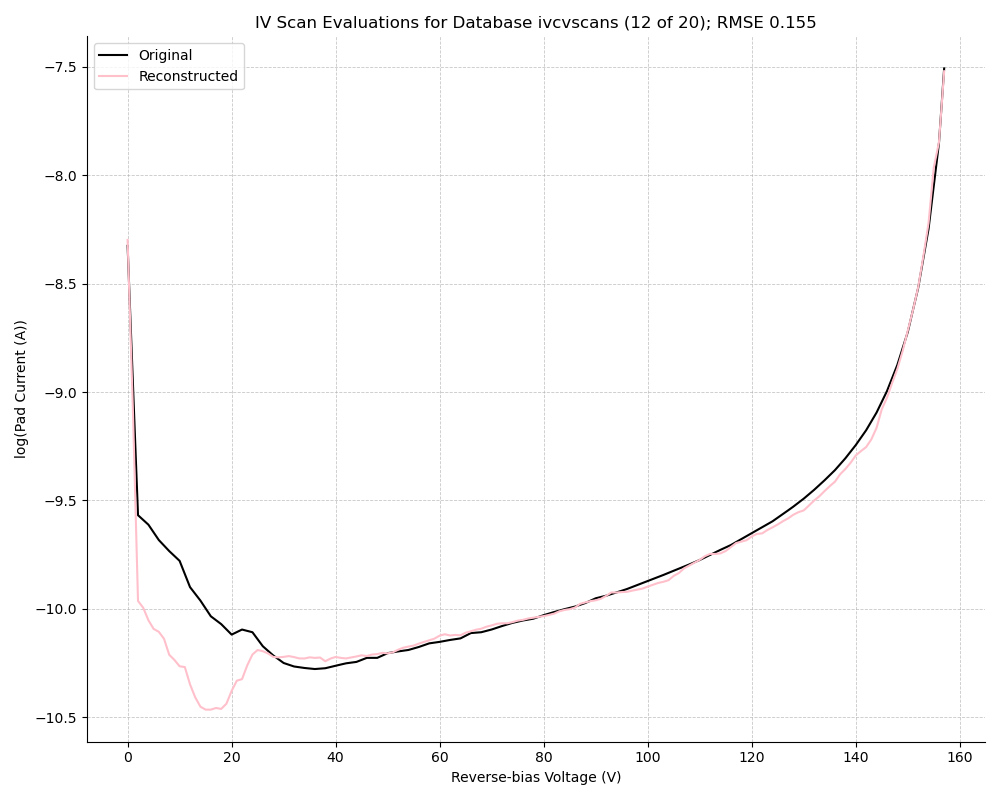 IV Scan Evaluations for Database ivcvscans (12 of 20); RMSE 0.155
Original
Reconstructed
−7.5
−8.0
−8.5
−9.0
−9.5
−10.0
−10.5
log(Pad Current (A))
0 20 40 60 80 100 120 140 160
Reverse-bias Voltage (V)